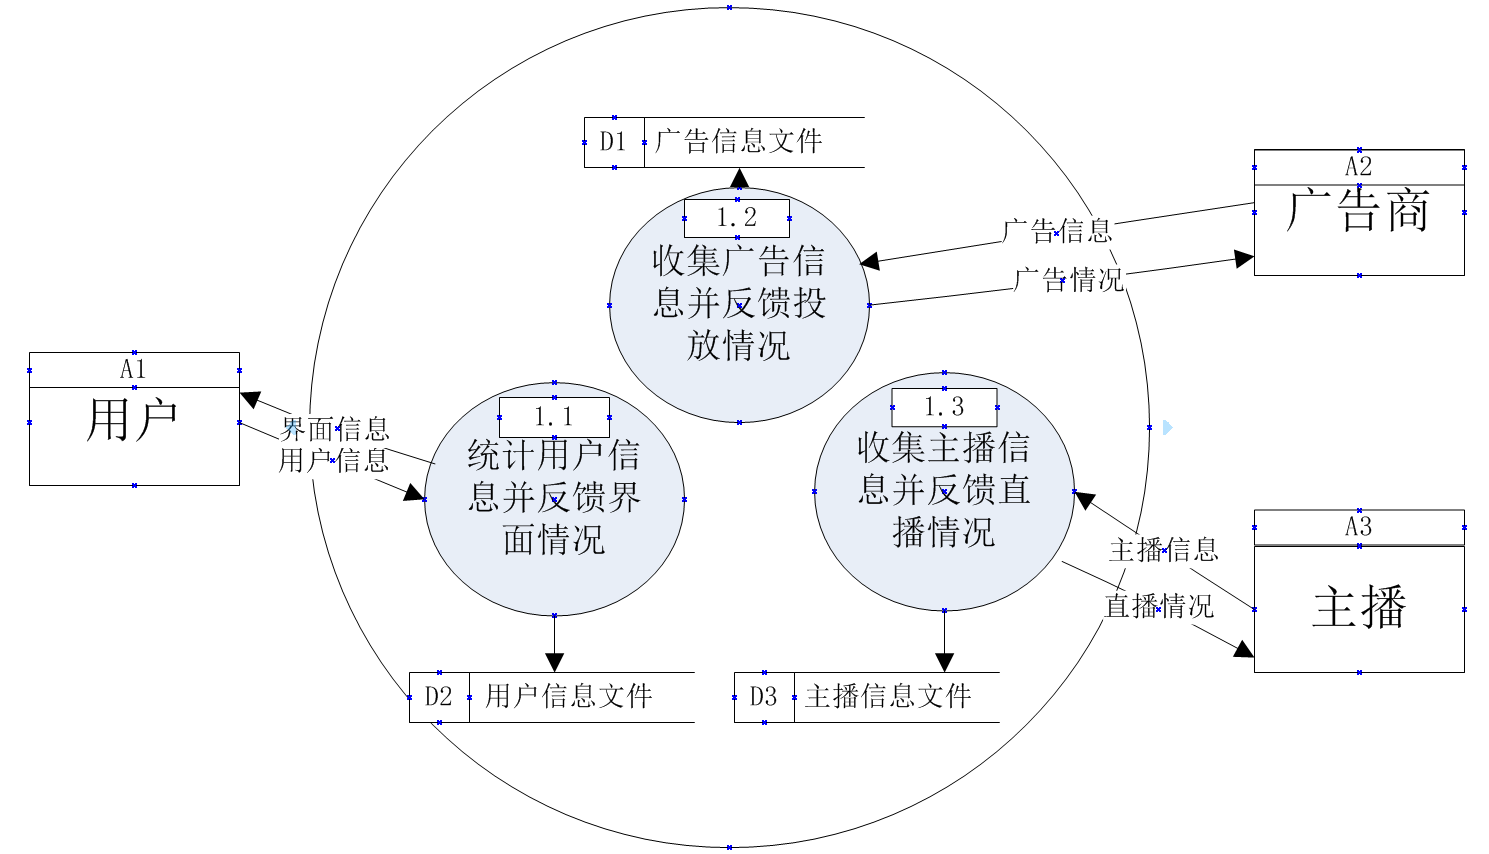 D1
广告信息文件
A2
广告商
1.2
收集广告信
息并反馈投
放情况
广告信息
广告情况
A1
用户
界面信息
用户信息
1.1
统计用户信
息并反馈界
面情况
1.3
收集主播信
息并反馈直
播情况
A3
主播
主播信息
直播情况
D2
用户信息文件
D3
主播信息文件